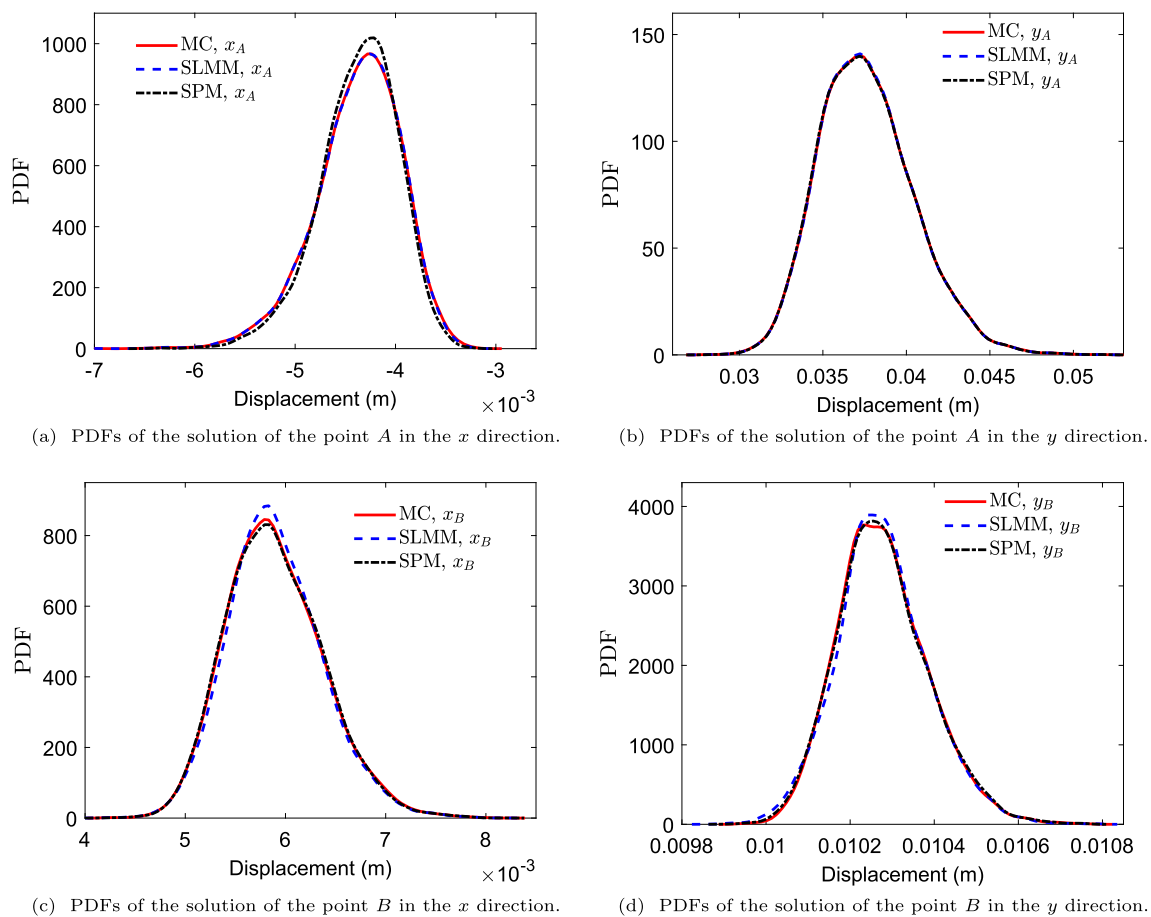 1000
800
600
400
200
0
PDF
MC, x_A
SLMM, x_A
SPM, x_A
-7 -6 -5 -4 -3
Displacement (m) ×10⁻³
(a) PDFs of the solution of the point A in the x direction.
150
100
50
0
PDF
MC, y_A
SLMM, y_A
SPM, y_A
0.03 0.035 0.04 0.045 0.05
Displacement (m)
(b) PDFs of the solution of the point A in the y direction.
800
600
400
200
0
PDF
MC, x_B
SLMM, x_B
SPM, x_B
4 5 6 7 8
Displacement (m) ×10⁻³
(c) PDFs of the solution of the point B in the x direction.
4000
3000
2000
1000
0
PDF
MC, y_B
SLMM, y_B
SPM, y_B
0.0098 0.01 0.0102 0.0104 0.0106 0.0108
Displacement (m)
(d) PDFs of the solution of the point B in the y direction.